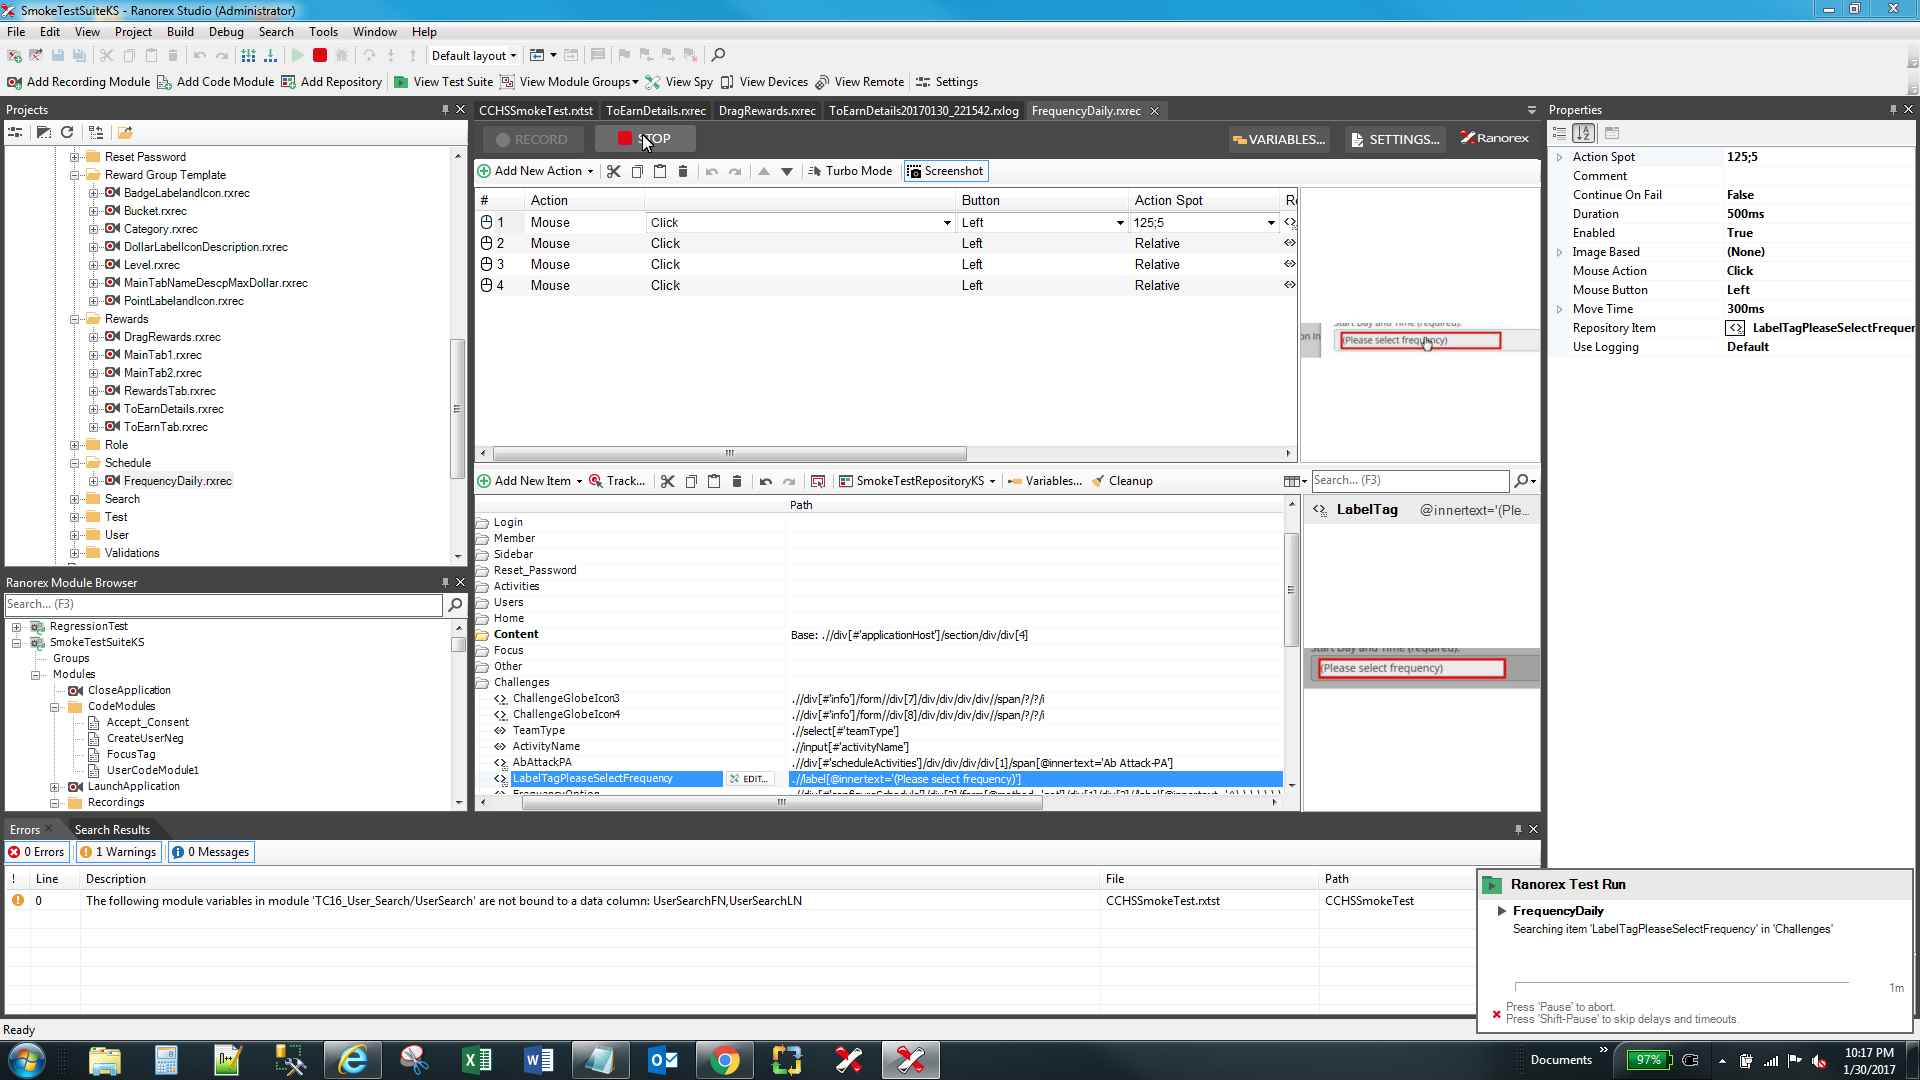 SmokeTestSuiteKS - Ranorex Studio (Administrator)
File Edit View Project Build Debug Search Tools Window Help
Default layout
Add Recording Module Add Code Module Add Repository View Test Suite View Module Groups View Spy View Devices View Remote Settings
Projects
Reset Password
Reward Group Template
BadgeLabelandIcon.rxrec
Bucket.rxrec
Category.rxrec
DollarLabelIconDescription.rxrec
Level.rxrec
MainTabNameDescpMaxDollar.rxrec
PointLabelandIcon.rxrec
Rewards
DragRewards.rxrec
MainTab1.rxrec
MainTab2.rxrec
RewardsTab.rxrec
ToEarnDetails.rxrec
ToEarnTab.rxrec
Role
Schedule
FrequencyDaily.rxrec
Search
Test
User
Validations
Ranorex Module Browser
Search... (F3)
RegressionTest
SmokeTestSuiteKS
Groups
Modules
CloseApplication
CodeModules
Accept_Consent
CreateUserNeg
FocusTag
UserCodeModule1
LaunchApplication
Recordings
CCHSSmokeTest.rxtst ToEarnDetails.rxrec DragRewards.rxrec ToEarnDetails20170130_221542.rxlog FrequencyDaily.rxrec
RECORD STOP VARIABLES... SETTINGS... Ranorex
Add New Action Turbo Mode Screenshot
# Action Button Action Spot
1 Mouse Click Left 125;5
2 Mouse Click Left Relative
3 Mouse Click Left Relative
4 Mouse Click Left Relative
Start Day and Time (required):
(Please select frequency)
Add New Item Track... SmokeTestRepositoryKS Variables... Cleanup Search... (F3)
Path
Login
Member
Sidebar
Reset_Password
Activities
Users
Home
Content Base: .//div[#'applicationHost']/section/div/div[4]
Focus
Other
Challenges
ChallengeGlobeIcon3 .//div[#'info']/form//div[7]/div/div/div/div//span/?/?/i
ChallengeGlobeIcon4 .//div[#'info']/form//div[8]/div/div/div/div//span/?/?/i
TeamType .//select[#'teamType']
ActivityName .//input[#'activityName']
AbAttackPA .//div[#'scheduleActivities']/div/div/div/div[1]/span[@innertext='Ab Attack-PA']
LabelTagPleaseSelectFrequency EDIT... .//label[@innertext='(Please select frequency)']
FrequencyOption
LabelTag @innertext='(Ple...
Start Day and Time (required):
(Please select frequency)
Properties
Action Spot 125;5
Comment
Continue On Fail False
Duration 500ms
Enabled True
Image Based (None)
Mouse Action Click
Mouse Button Left
Move Time 300ms
Repository Item LabelTagPleaseSelectFrequer
Use Logging Default
Errors Search Results
0 Errors 1 Warnings 0 Messages
! Line Description File Path
0 The following module variables in module 'TC16_User_Search/UserSearch' are not bound to a data column: UserSearchFN,UserSearchLN CCHSSmokeTest.rxtst CCHSSmokeTest
Ranorex Test Run
FrequencyDaily
Searching item 'LabelTagPleaseSelectFrequency' in 'Challenges'
1m
Press 'Pause' to abort.
Press 'Shift-Pause' to skip delays and timeouts.
Ready
Documents 97% 10:17 PM
1/30/2017